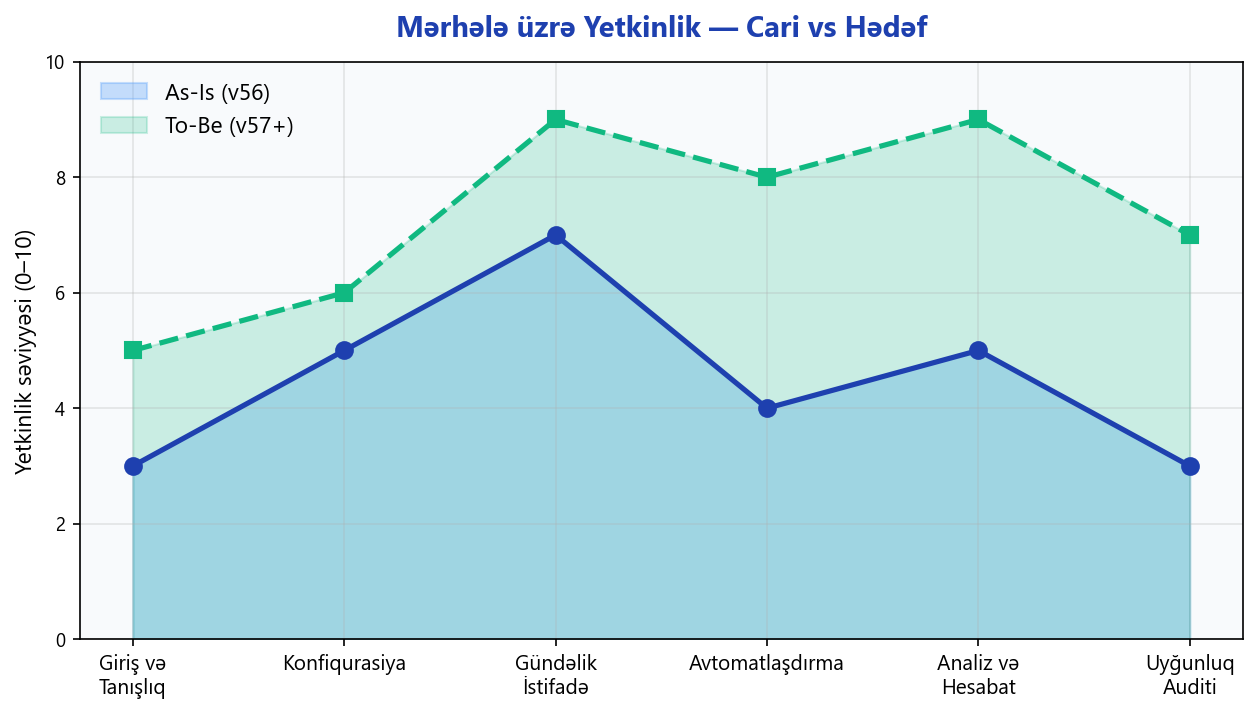 Mərhələ üzrə Yetkinlik — Cari vs Hədəf
As-Is (v56)
To-Be (v57+)
Yetkinlik səviyyəsi (0–10)
10
8
6
4
2
0
Giriş və
Tanışlıq
Konfiqurasiya
Gündəlik
İstifadə
Avtomatlaşdırma
Analiz və
Hesabat
Uyğunluq
Auditi